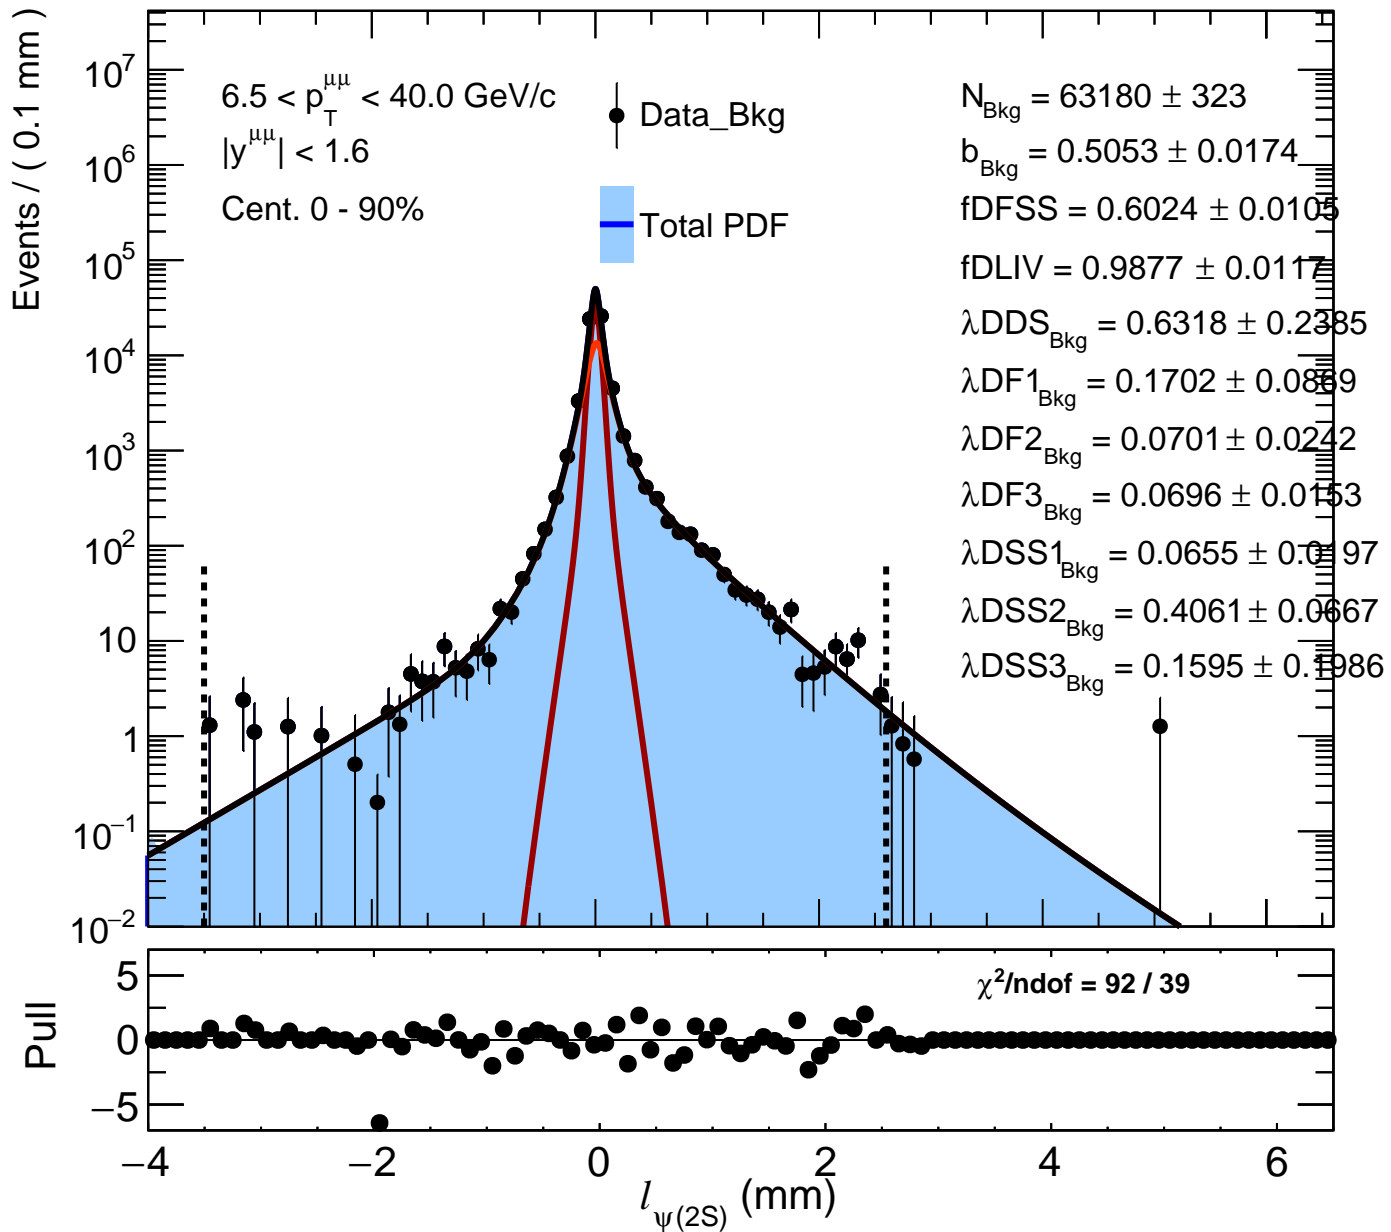 Events / ( 0.1 mm )
10^7
10^6
10^5
10^4
10^3
10^2
10
1
10^−1
10^−2
6.5 < p_T^μμ < 40.0 GeV/c
|y^μμ| < 1.6
Cent. 0 - 90%
Data_Bkg
Total PDF
N_Bkg = 63180 ± 323
b_Bkg = 0.5053 ± 0.0174
fDFSS = 0.6024 ± 0.0105
fDLIV = 0.9877 ± 0.0117
λDDS_Bkg = 0.6318 ± 0.2385
λDF1_Bkg = 0.1702 ± 0.0869
λDF2_Bkg = 0.0701 ± 0.0242
λDF3_Bkg = 0.0696 ± 0.0153
λDSS1_Bkg = 0.0655 ± 0.0197
λDSS2_Bkg = 0.4061 ± 0.0667
λDSS3_Bkg = 0.1595 ± 0.1986
Pull
5
0
−5
χ^2/ndof = 92 / 39
−4 −2 0 2 4 6
l_ψ(2S) (mm)